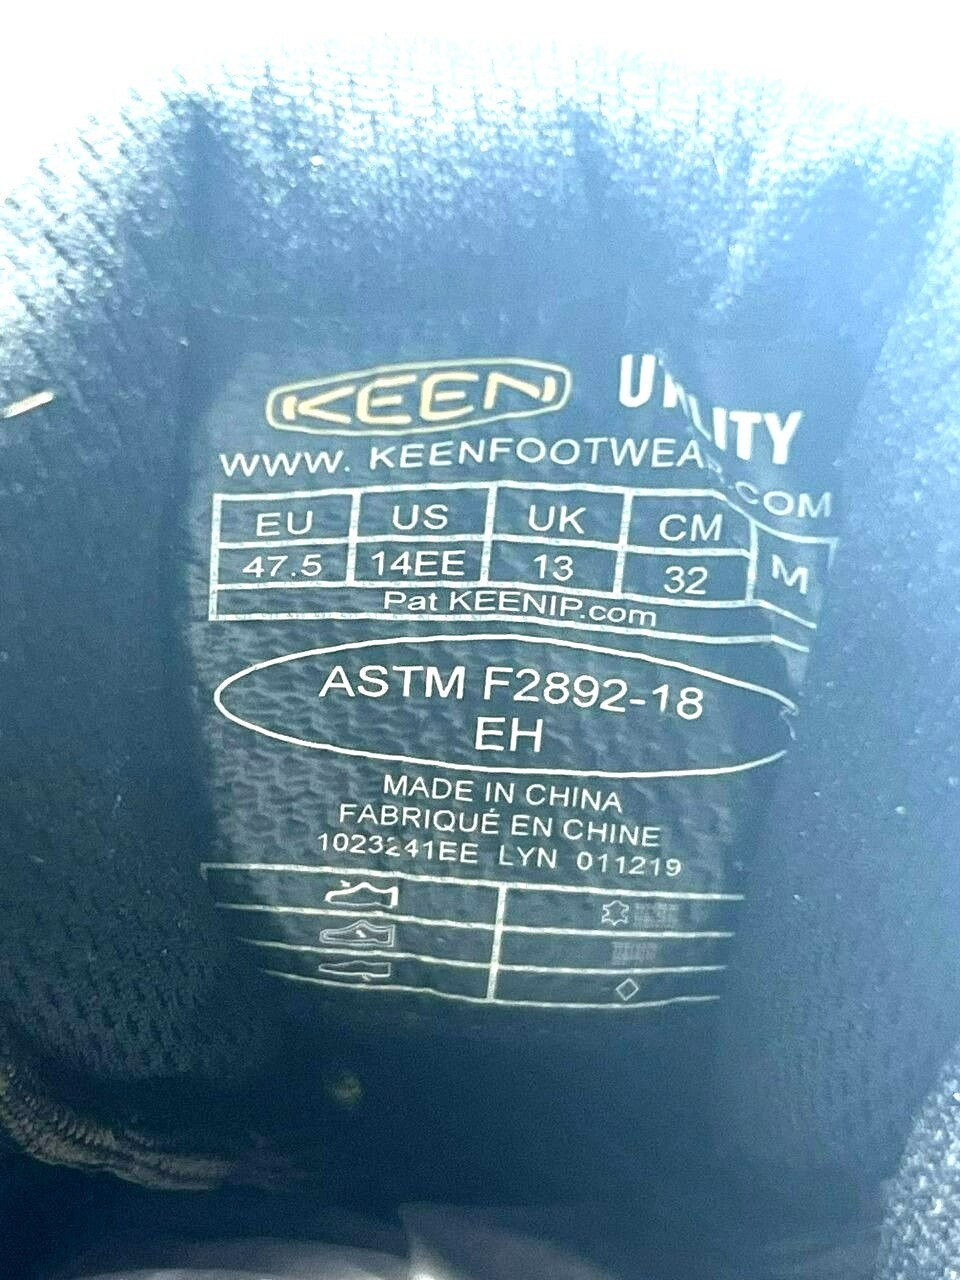 KEEN UTILITY
WWW. KEENFOOTWEAR.COM
EU US UK CM M
47.5 14EE 13 32
Pat KEENIP.com
ASTM F2892-18
EH
MADE IN CHINA
FABRIQUÉ EN CHINE
1023241EE LYN 011219